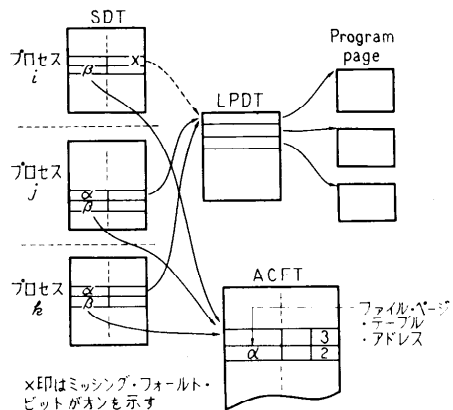 SDT
プロセス
i
×
β
Program
page
LPDT
プロセス
j
α
β
プロセス
k
α
β
ACFT
3
α
2
ファイル・ページ
・テーブル
・アドレス
×印はミッシング・フォールト・
ビットがオンを示す